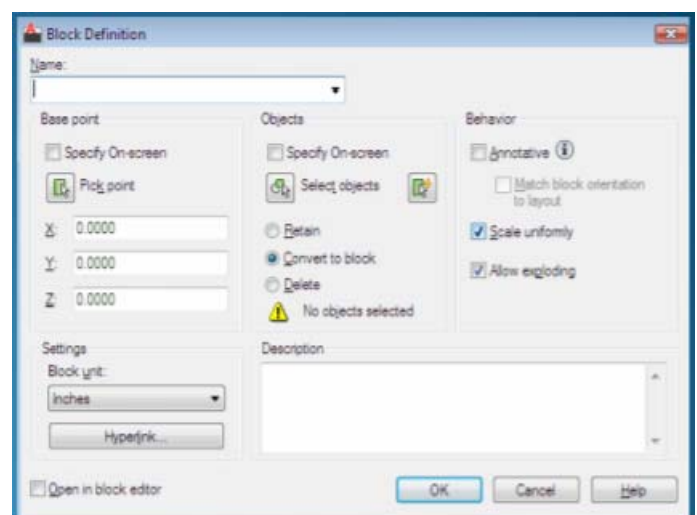 Block Definition
Name:
Base point
Specify On-screen
Pick point
X: 0.0000
Y: 0.0000
Z: 0.0000
Objects
Specify On-screen
Select objects
Retain
Convert to block
Delete
No objects selected
Behavior
Annotative
Match block orientation
to layout
Scale uniformly
Allow exploding
Settings
Block unit:
Inches
Hyperlink...
Description
Open in block editor
OK
Cancel
Help